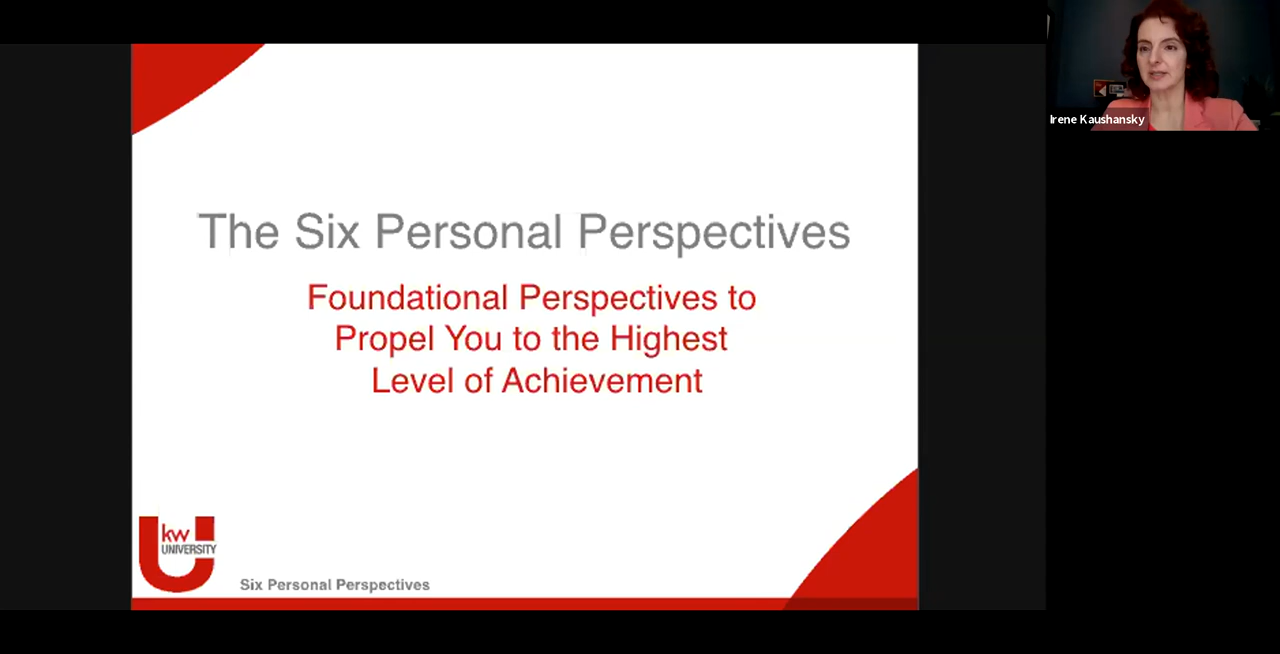 The Six Personal Perspectives
Foundational Perspectives to
Propel You to the Highest
Level of Achievement
kw
UNIVERSITY
Six Personal Perspectives
Irene Kaushansky